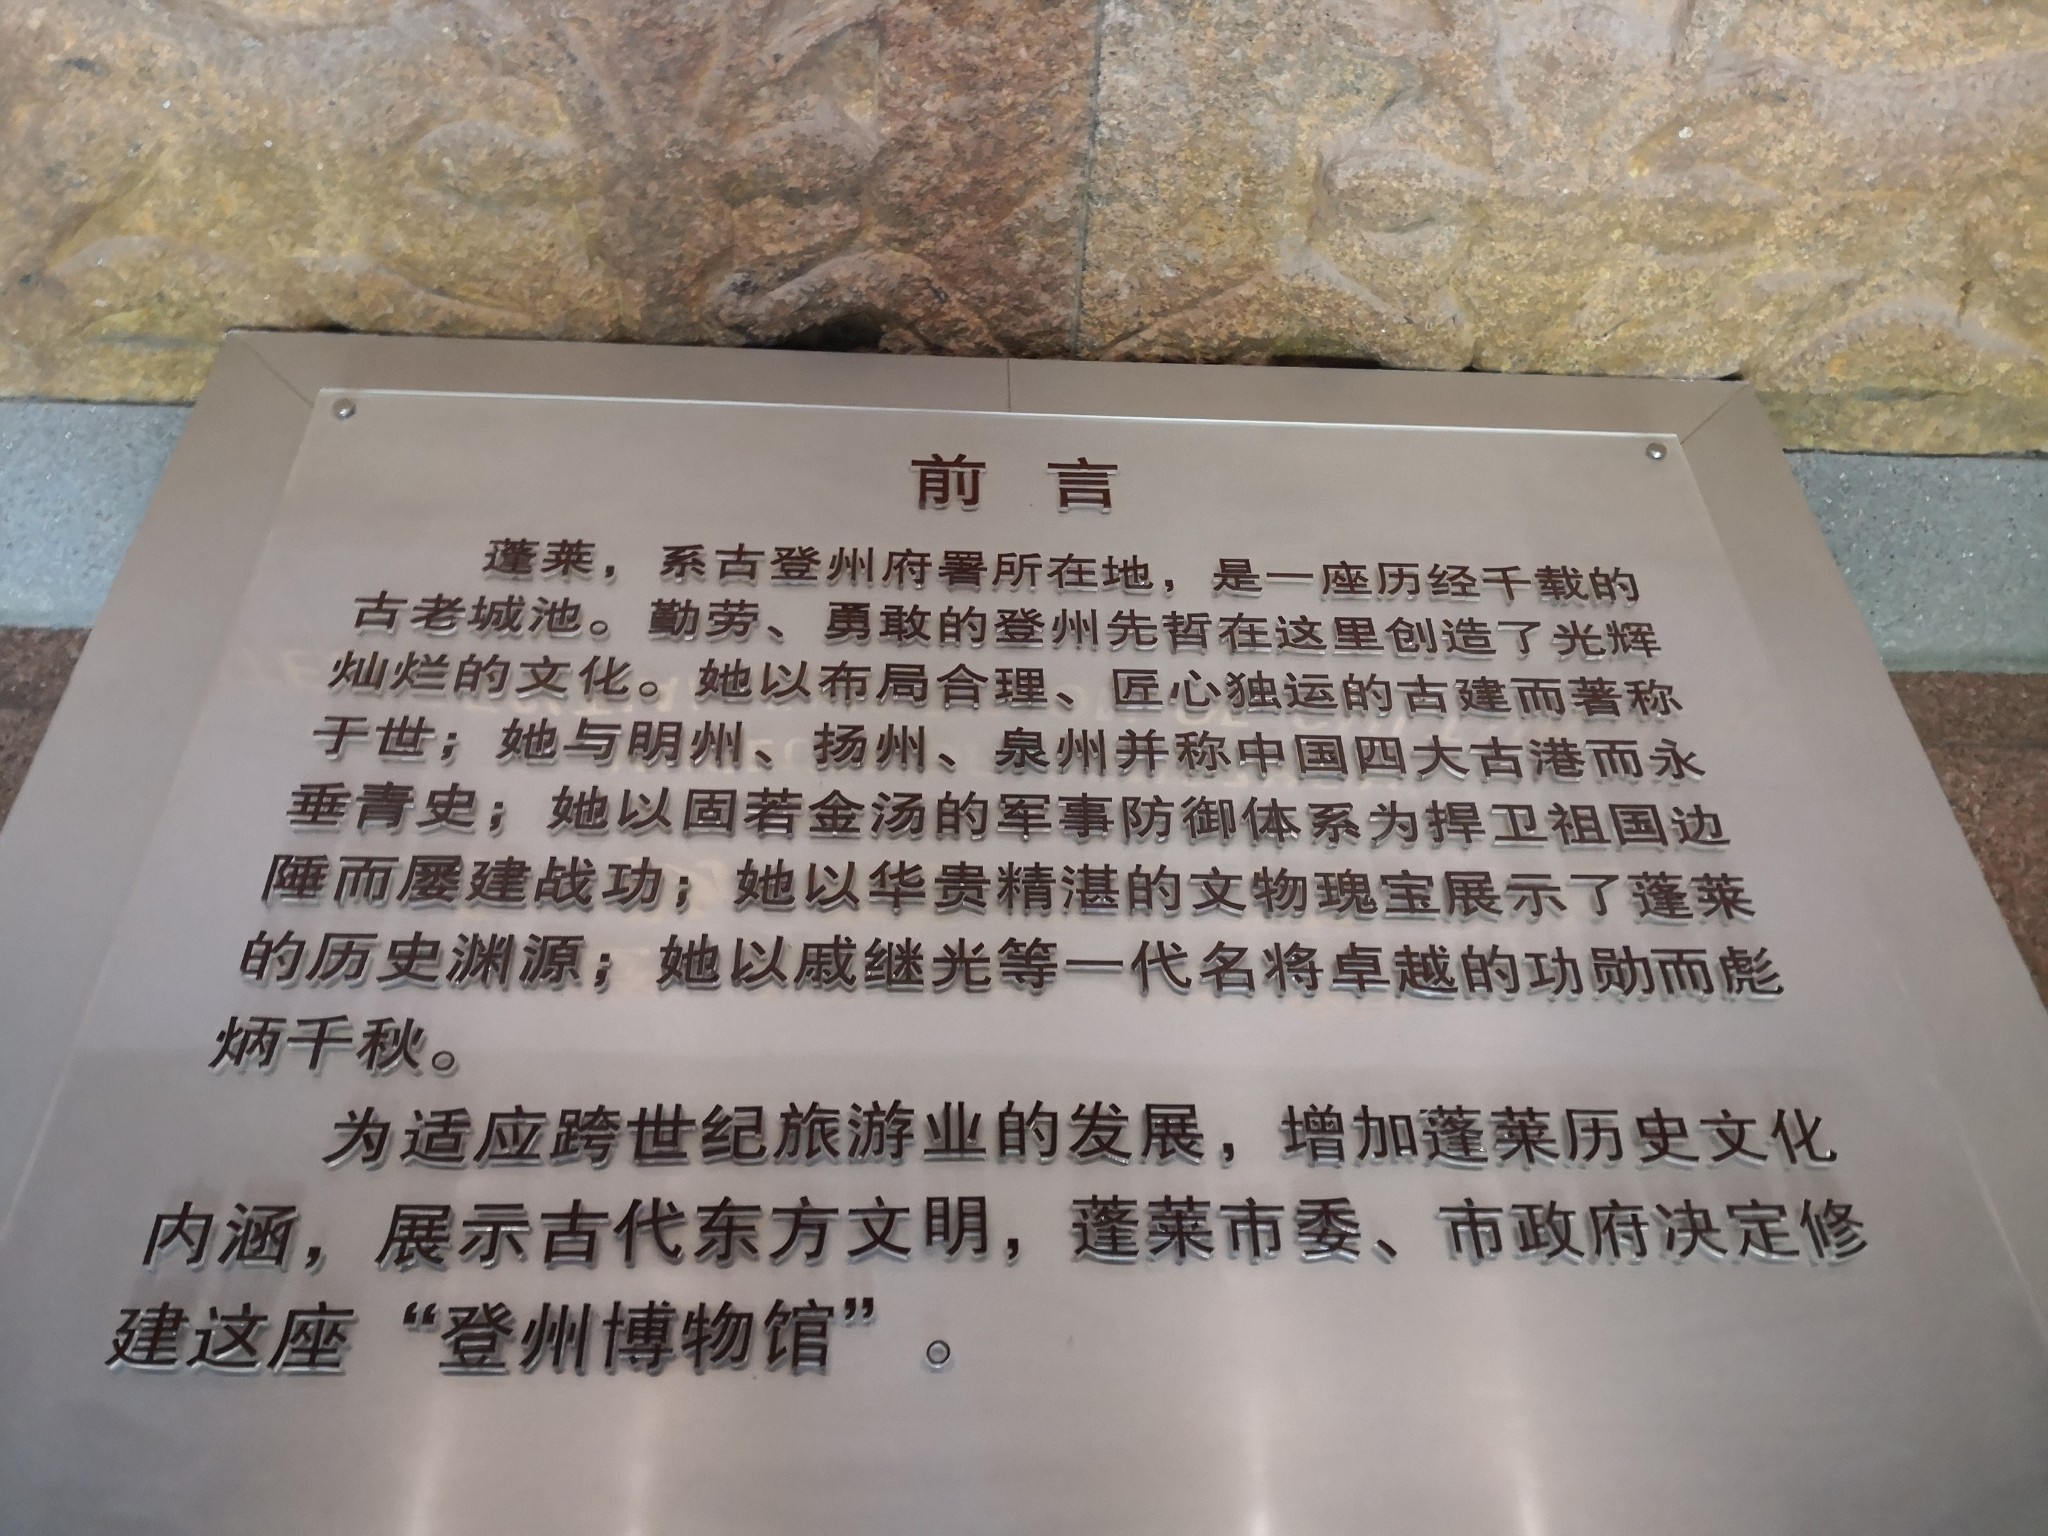 前言
蓬莱，系古登州府署所在地，是一座历经千载的
古老城池。勤劳、勇敢的登州先哲在这里创造了光辉
灿烂的文化。她以布局合理、匠心独运的古建而著称
于世；她与明州、扬州、泉州并称中国四大古港而永
垂青史；她以固若金汤的军事防御体系为捍卫祖国边
陲而屡建战功；她以华贵精湛的文物瑰宝展示了蓬莱
的历史渊源；她以戚继光等一代名将卓越的功勋而彪
炳千秋。
为适应跨世纪旅游业的发展，增加蓬莱历史文化
内涵，展示古代东方文明，蓬莱市委、市政府决定修
建这座“登州博物馆”。